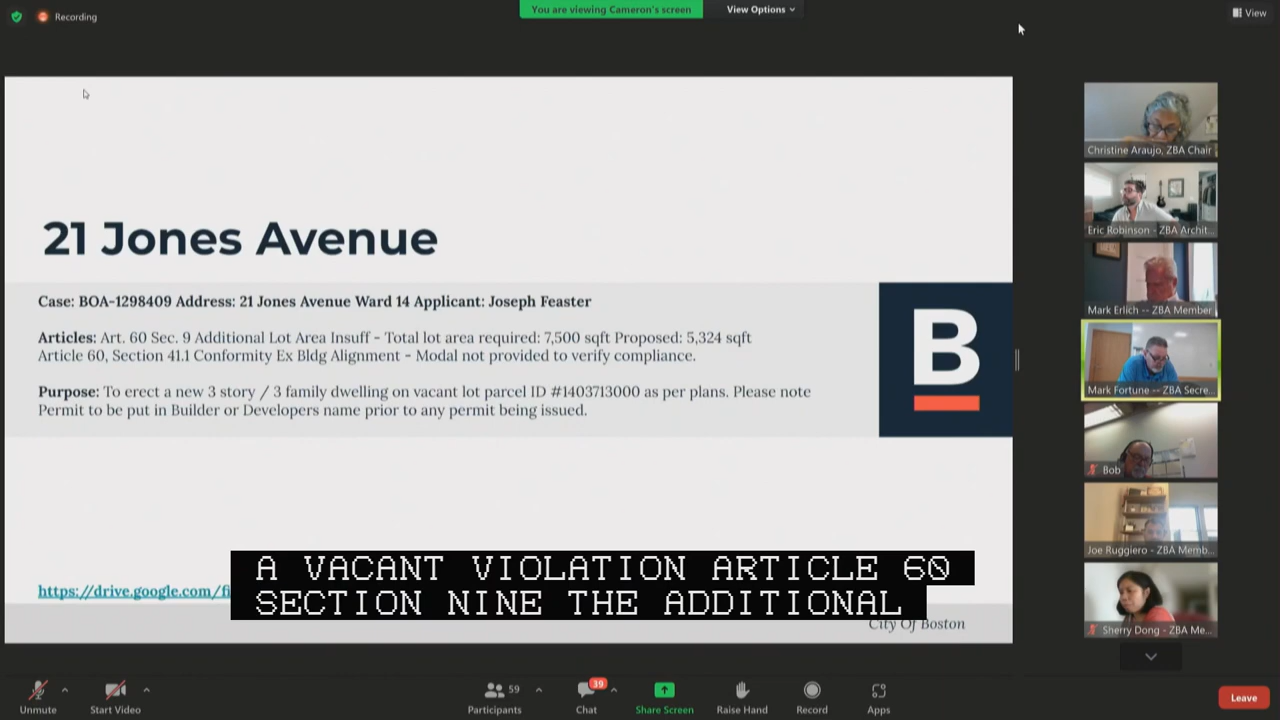 Recording
You are viewing Cameron's screen
View Options
View
21 Jones Avenue
Case: BOA-1298409 Address: 21 Jones Avenue Ward 14 Applicant: Joseph Feaster
Articles: Art. 60 Sec. 9 Additional Lot Area Insuff - Total lot area required: 7,500 sqft Proposed: 5,324 sqft
Article 60, Section 41.1 Conformity Ex Bldg Alignment - Modal not provided to verify compliance.
Purpose: To erect a new 3 story / 3 family dwelling on vacant lot parcel ID #1403713000 as per plans. Please note
Permit to be put in Builder or Developers name prior to any permit being issued.
B
https://drive.google.com/fi
City Of Boston
A VACANT VIOLATION ARTICLE 60
SECTION NINE THE ADDITIONAL
Christine Araujo, ZBA Chair
Eric Robinson - ZBA Archit...
Mark Erlich -- ZBA Member
Mark Fortune -- ZBA Secre...
Bob
Joe Ruggiero - ZBA Memb...
Sherry Dong - ZBA Me...
Unmute
Start Video
59
Participants
39
Chat
Share Screen
Raise Hand
Record
Apps
Leave